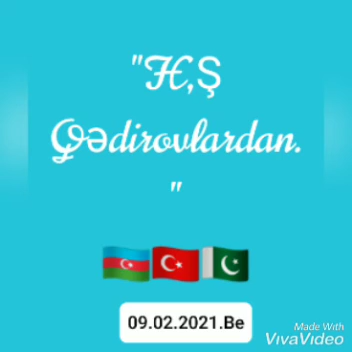 "H,Ş
Qədirovlardan.
"
09.02.2021.Be
Made With
VivaVideo